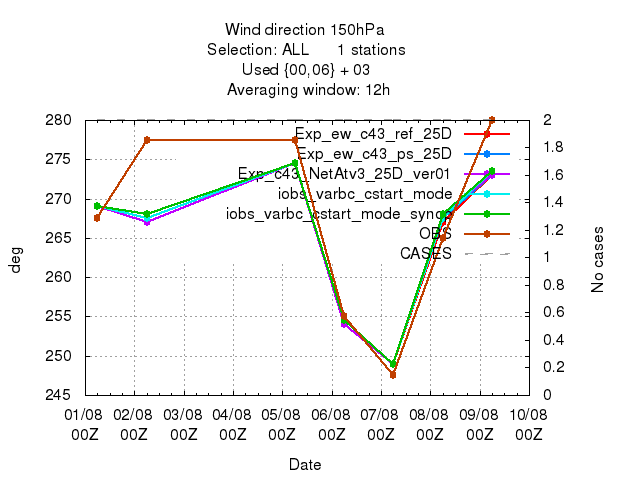 Wind direction 150hPa
Selection: ALL 1 stations
Used {00,06} + 03
Averaging window: 12h
280 2
275 1.8
270 1.6
265 1.4
260 1.2
255 1
250 0.8
245 0.6
0.4
0.2
0
Exp_ew_c43_ref_25D
Exp_ew_c43_ps_25D
Exp_c43_NetAtv3_25D_ver01
iobs_varbc_cstart_mode
iobs_varbc_cstart_mode_synop
OBS
CASES
deg
No cases
01/08 02/08 03/08 04/08 05/08 06/08 07/08 08/08 09/08 10/08
00Z 00Z 00Z 00Z 00Z 00Z 00Z 00Z 00Z 00Z
Date